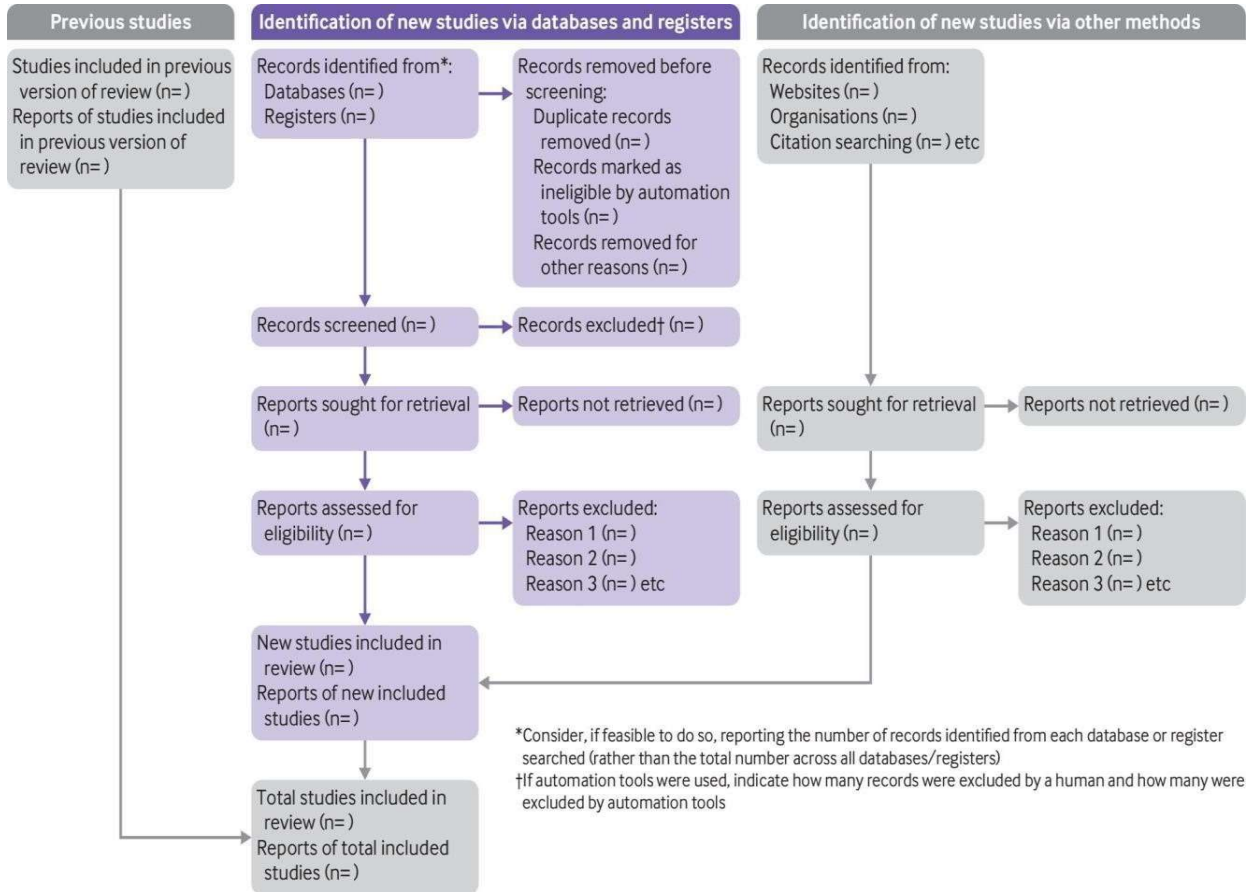 Previous studies
Identification of new studies via databases and registers
Identification of new studies via other methods
Studies included in previous
version of review (n= )
Reports of studies included
in previous version of
review (n= )
Records identified from*:
Databases (n= )
Registers (n= )
Records removed before
screening:
Duplicate records
removed (n= )
Records marked as
ineligible by automation
tools (n= )
Records removed for
other reasons (n= )
Records identified from:
Websites (n= )
Organisations (n= )
Citation searching (n= ) etc
Records screened (n= )
Records excluded† (n= )
Reports sought for retrieval
(n= )
Reports not retrieved (n= )
Reports sought for retrieval
(n= )
Reports not retrieved (n= )
Reports assessed for
eligibility (n= )
Reports excluded:
Reason 1 (n= )
Reason 2 (n= )
Reason 3 (n= ) etc
Reports assessed for
eligibility (n= )
Reports excluded:
Reason 1 (n= )
Reason 2 (n= )
Reason 3 (n= ) etc
New studies included in
review (n= )
Reports of new included
studies (n= )
Total studies included in
review (n= )
Reports of total included
studies (n= )
*Consider, if feasible to do so, reporting the number of records identified from each database or register
searched (rather than the total number across all databases/registers)
†If automation tools were used, indicate how many records were excluded by a human and how many were
excluded by automation tools